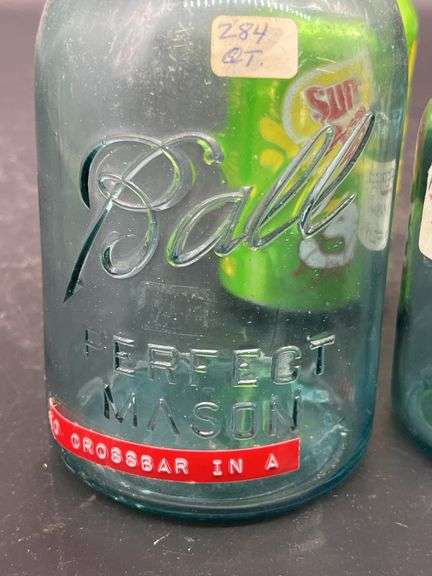 284
QT.
SUN
Ball
PERFECT
MASON
O CROSSBAR IN A